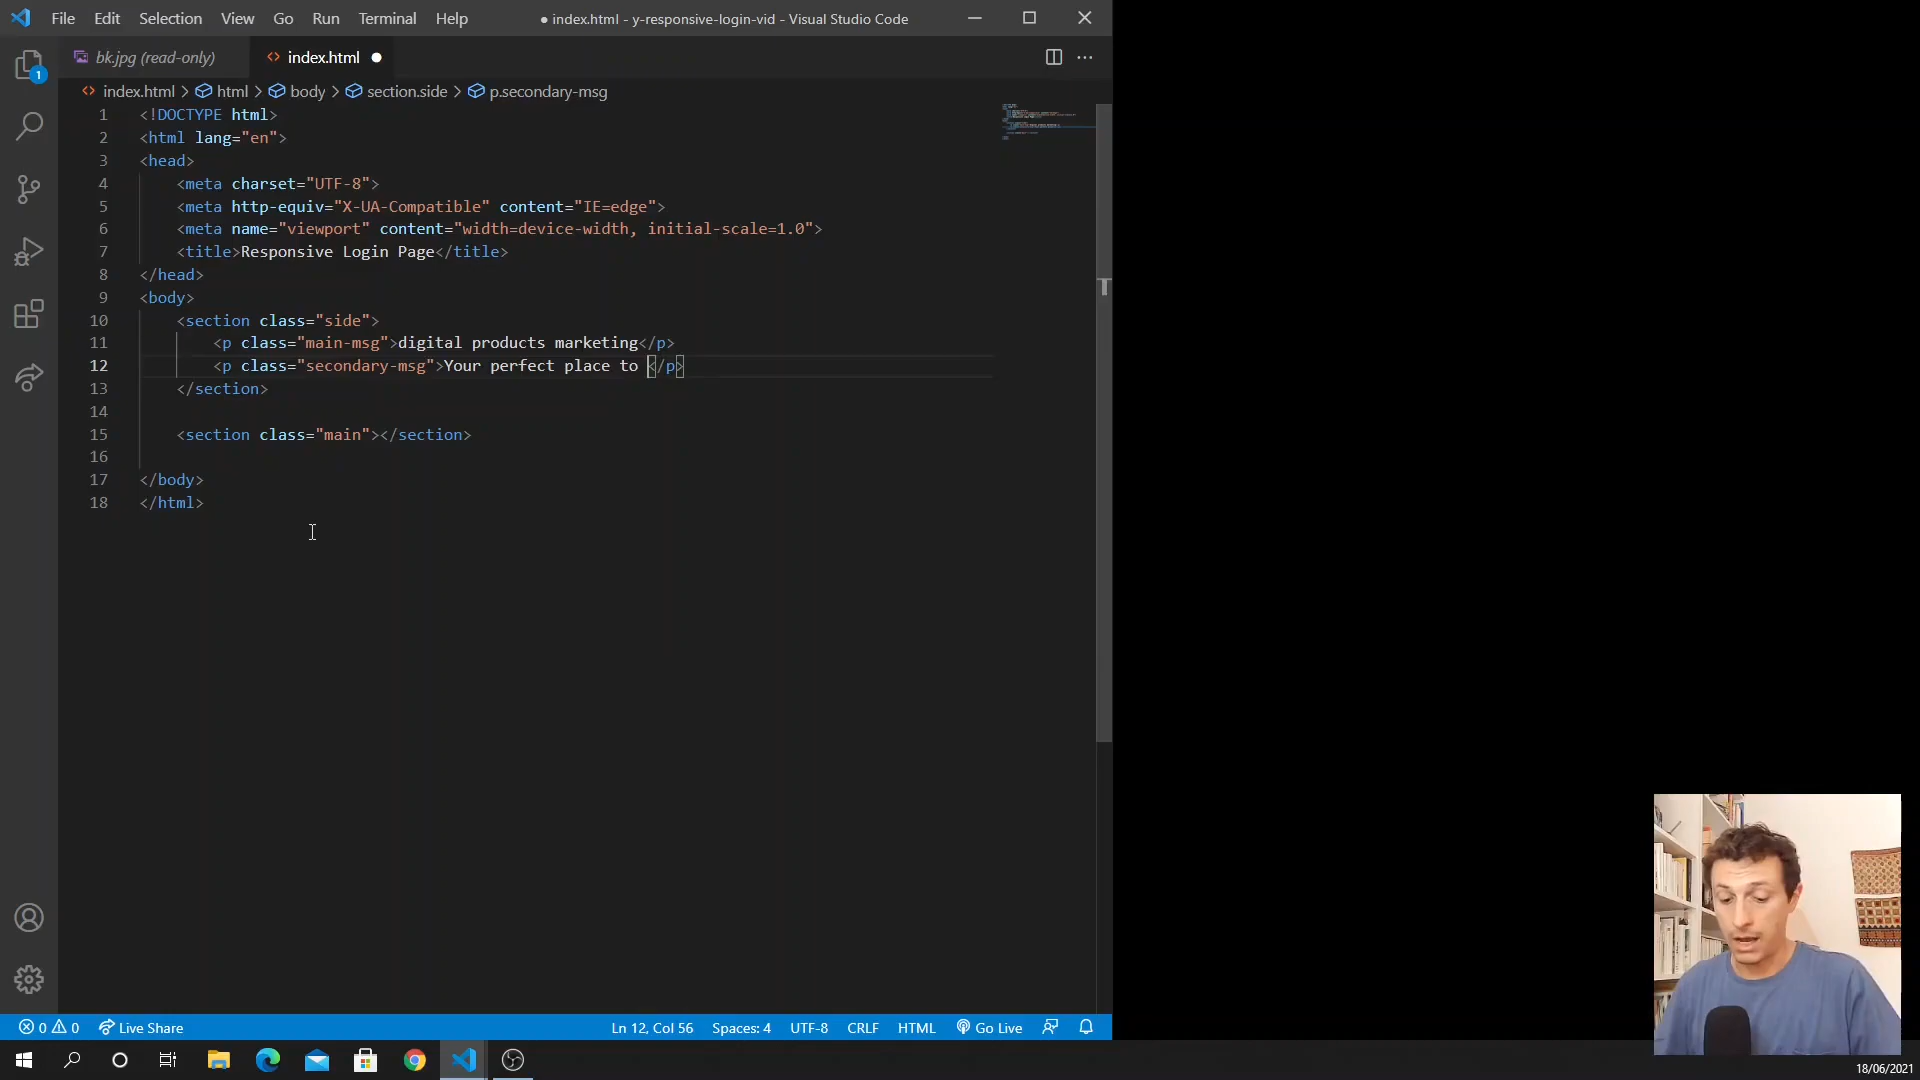 File Edit Selection View Go Run Terminal Help ● index.html - y-responsive-login-vid - Visual Studio Code
bk.jpg (read-only) index.html ●
index.html > html > body > section.side > p.secondary-msg
1 <!DOCTYPE html>
2 <html lang="en">
3 <head>
4 <meta charset="UTF-8">
5 <meta http-equiv="X-UA-Compatible" content="IE=edge">
6 <meta name="viewport" content="width=device-width, initial-scale=1.0">
7 <title>Responsive Login Page</title>
8 </head>
9 <body>
10 <section class="side">
11 <p class="main-msg">digital products marketing</p>
12 <p class="secondary-msg">Your perfect place to </p>
13 </section>
14
15 <section class="main"></section>
16
17 </body>
18 </html>
1
0 0 Live Share Ln 12, Col 56 Spaces: 4 UTF-8 CRLF HTML Go Live
18/06/2021